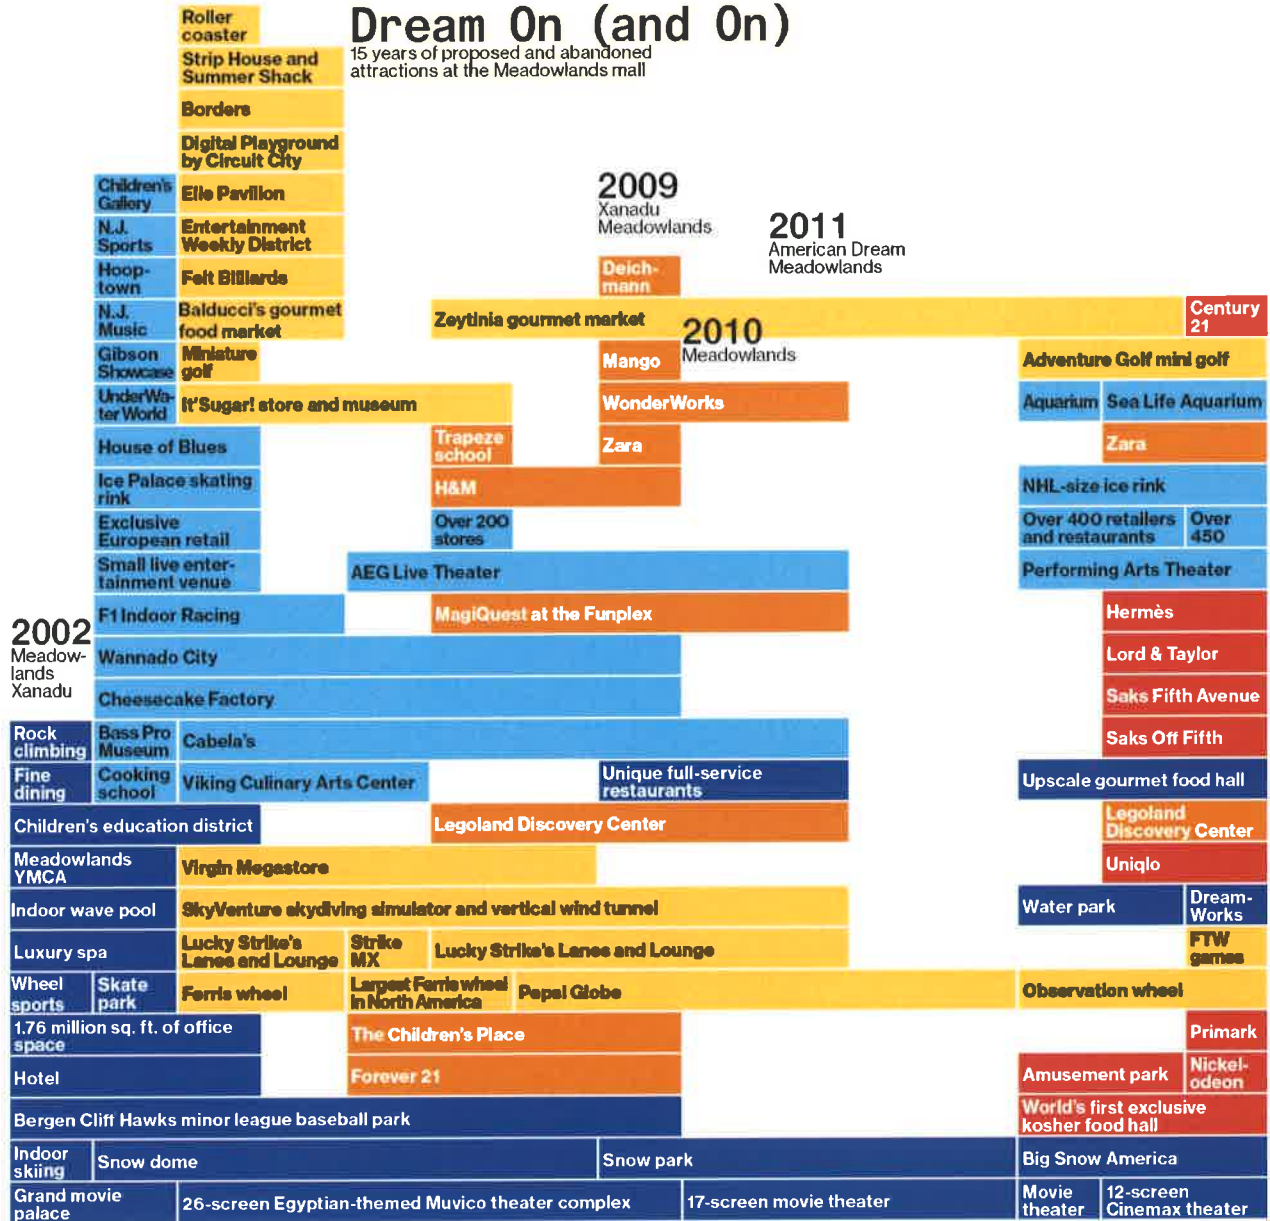 Roller
coaster
Dream On (and On)
15 years of proposed and abandoned
attractions at the Meadowlands mall
Strip House and
Summer Shack
Borders
Digital Playground
by Circuit City
Children's
Gallery
Elle Pavilion
2009
Xanadu
Meadowlands
N.J.
Sports
Entertainment
Weekly District
2011
American Dream
Meadowlands
Hoop-
town
Felt Billiards
Deich-
mann
N.J.
Music
Balducci's gourmet
food market
Zeytinia gourmet market
Century
21
2010
Meadowlands
Gibson
Showcase
Miniature
golf
Mango
Adventure Golf mini golf
UnderWa-
ter World
It'Sugar! store and museum
WonderWorks
Aquarium
Sea Life Aquarium
House of Blues
Trapeze
school
Zara
Zara
Ice Palace skating
rink
H&M
NHL-size ice rink
Exclusive
European retail
Over 200
stores
Over 400 retailers
and restaurants
Over
450
Small live enter-
tainment venue
AEG Live Theater
Performing Arts Theater
F1 Indoor Racing
MagiQuest at the Funplex
Hermès
2002
Meadow-
lands
Xanadu
Wannado City
Lord & Taylor
Cheesecake Factory
Saks Fifth Avenue
Rock
climbing
Bass Pro
Museum
Cabela's
Saks Off Fifth
Fine
dining
Cooking
school
Viking Culinary Arts Center
Unique full-service
restaurants
Upscale gourmet food hall
Children's education district
Legoland Discovery Center
Legoland
Discovery Center
Meadowlands
YMCA
Virgin Megastore
Uniqlo
Indoor wave pool
SkyVenture skydiving simulator and vertical wind tunnel
Water park
Dream-
Works
Luxury spa
Lucky Strike's
Lanes and Lounge
Strike
MX
Lucky Strike's Lanes and Lounge
FTW
games
Wheel
sports
Skate
park
Ferris wheel
Largest Ferris wheel
in North America
Pepsi Globe
Observation wheel
1.76 million sq. ft. of office
space
The Children's Place
Primark
Hotel
Forever 21
Amusement park
Nickel-
odeon
Bergen Cliff Hawks minor league baseball park
World's first exclusive
kosher food hall
Indoor
skiing
Snow dome
Snow park
Big Snow America
Grand movie
palace
26-screen Egyptian-themed Muvico theater complex
17-screen movie theater
Movie
theater
12-screen
Cinemax theater